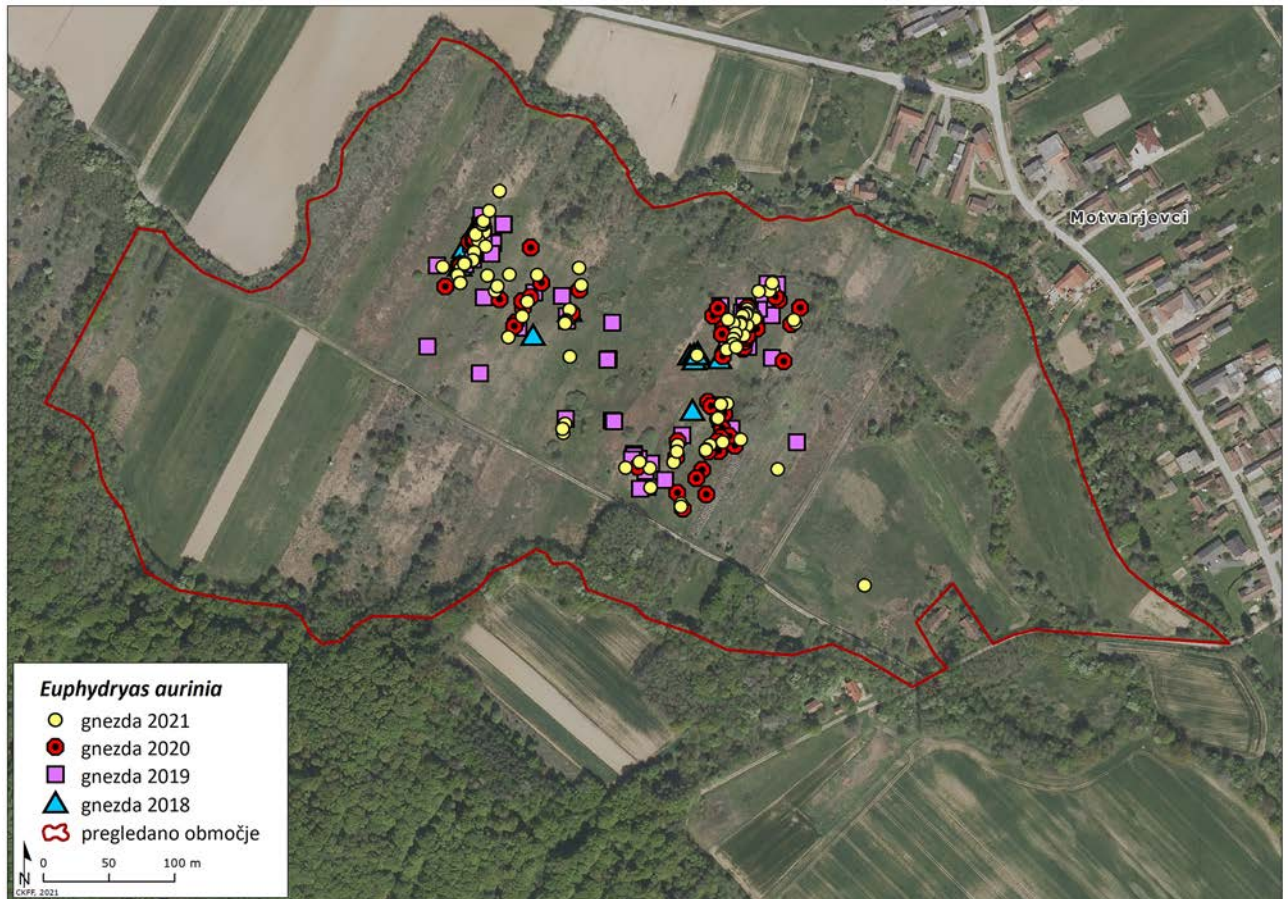 Motvarjevci
Euphydryas aurinia
gnezda 2021
gnezda 2020
gnezda 2019
gnezda 2018
pregledano območje
N
0 50 100 m
CKFF, 2021